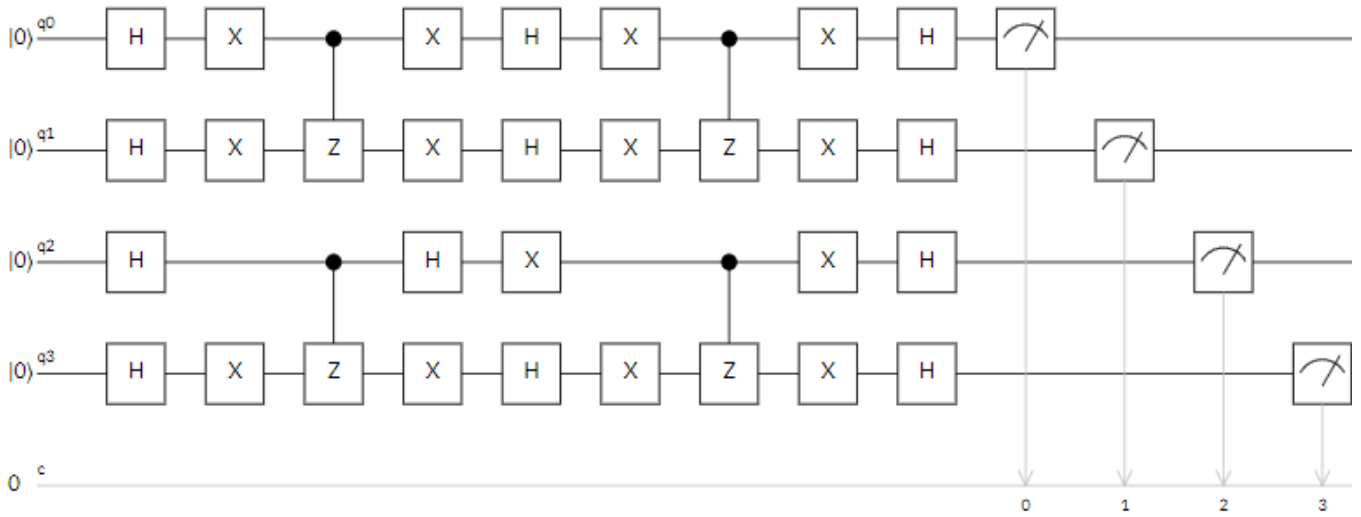 |0⟩ q0 H X X H X X H
|0⟩ q1 H X Z X H X Z X H
|0⟩ q2 H H X X H
|0⟩ q3 H X Z X H X Z X H
0 c
0 1 2 3